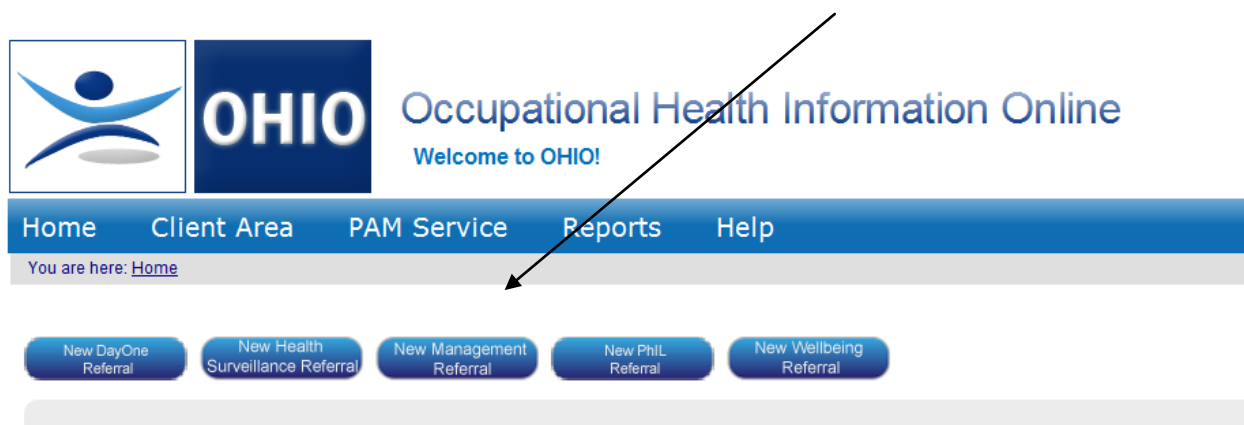 OHIO
Occupational Health Information Online
Welcome to OHIO!
Home Client Area PAM Service Reports Help
You are here: Home
New DayOne
Referral
New Health
Surveillance Referral
New Management
Referral
New PhIL
Referral
New Wellbeing
Referral